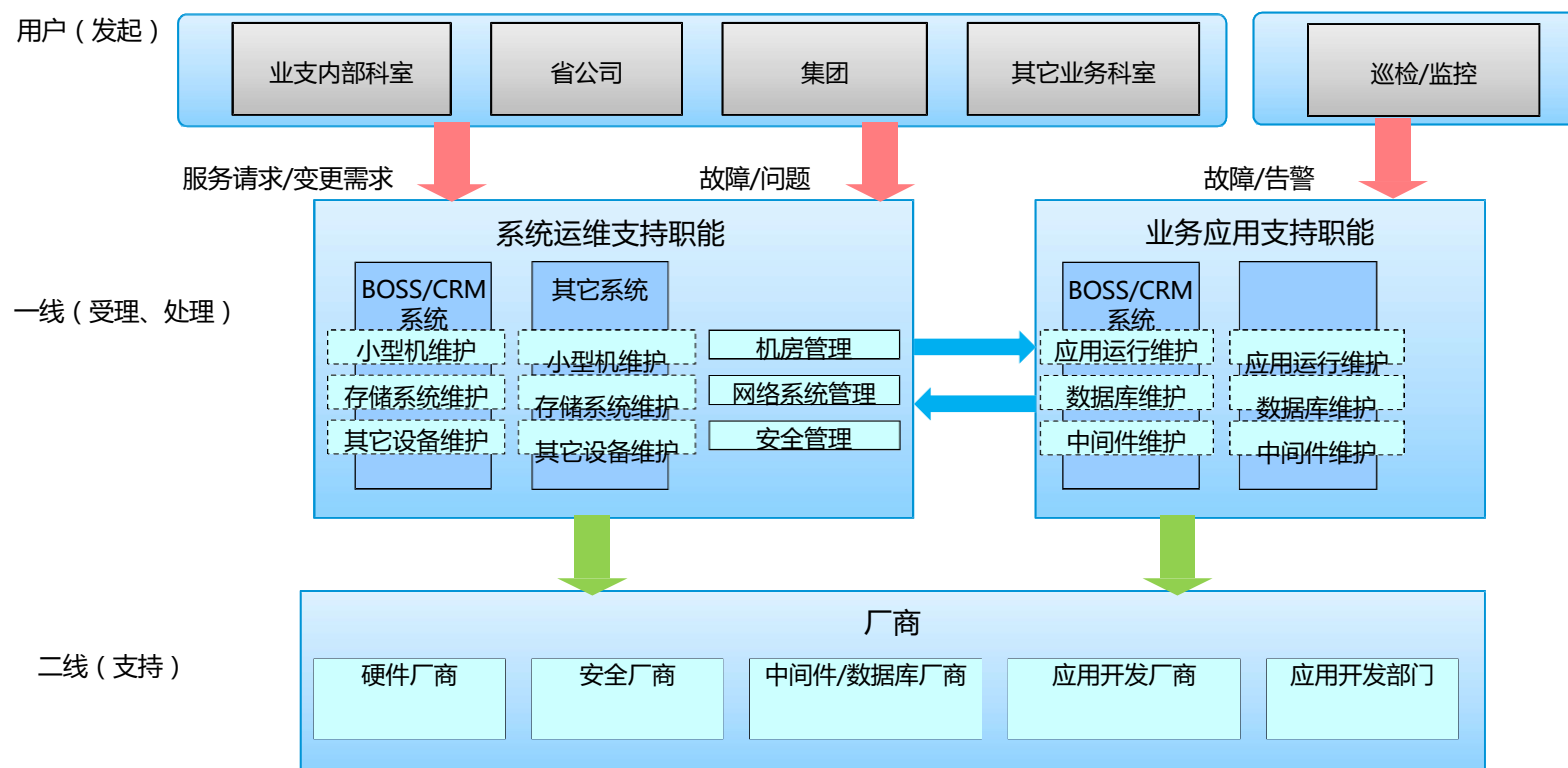 用户（发起）
业支内部科室
省公司
集团
其它业务科室
巡检/监控
服务请求/变更需求
故障/问题
故障/告警
系统运维支持职能
业务应用支持职能
一线（受理、处理）
BOSS/CRM
系统
小型机维护
存储系统维护
其它设备维护
其它系统
小型机维护
存储系统维护
其它设备维护
机房管理
网络系统管理
安全管理
BOSS/CRM
系统
应用运行维护
数据库维护
中间件维护
应用运行维护
数据库维护
中间件维护
厂商
二线（支持）
硬件厂商
安全厂商
中间件/数据库厂商
应用开发厂商
应用开发部门